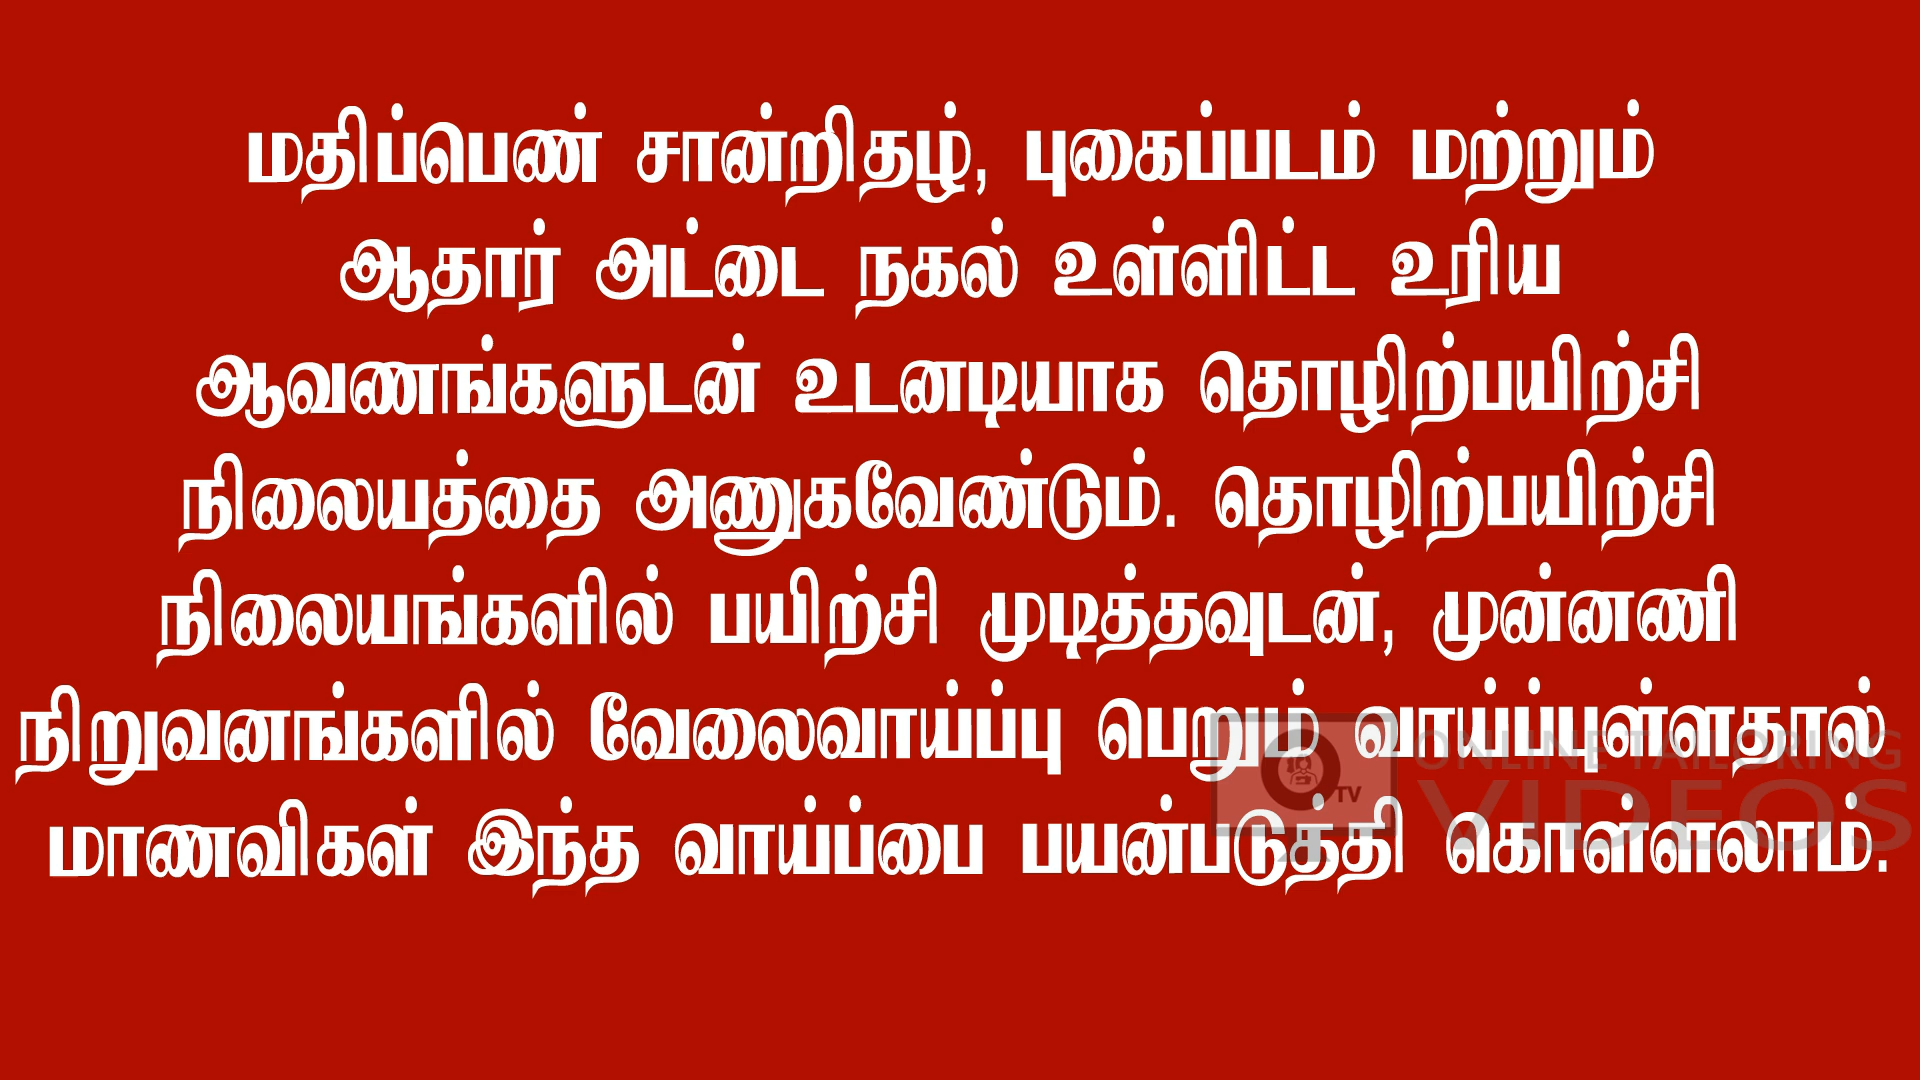 மதிப்பெண் சான்றிதழ், புகைப்படம் மற்றும்
ஆதார் அட்டை நகல் உள்ளிட்ட உரிய
ஆவணங்களுடன் உடனடியாக தொழிற்பயிற்சி
நிலையத்தை அணுகவேண்டும். தொழிற்பயிற்சி
நிலையங்களில் பயிற்சி முடித்தவுடன், முன்னணி
நிறுவனங்களில் வேலைவாய்ப்பு பெறும் வாய்ப்புள்ளதால்
மாணவிகள் இந்த வாய்ப்பை பயன்படுத்தி கொள்ளலாம்.
TV
ONLINE TAILORING
VIDEOS